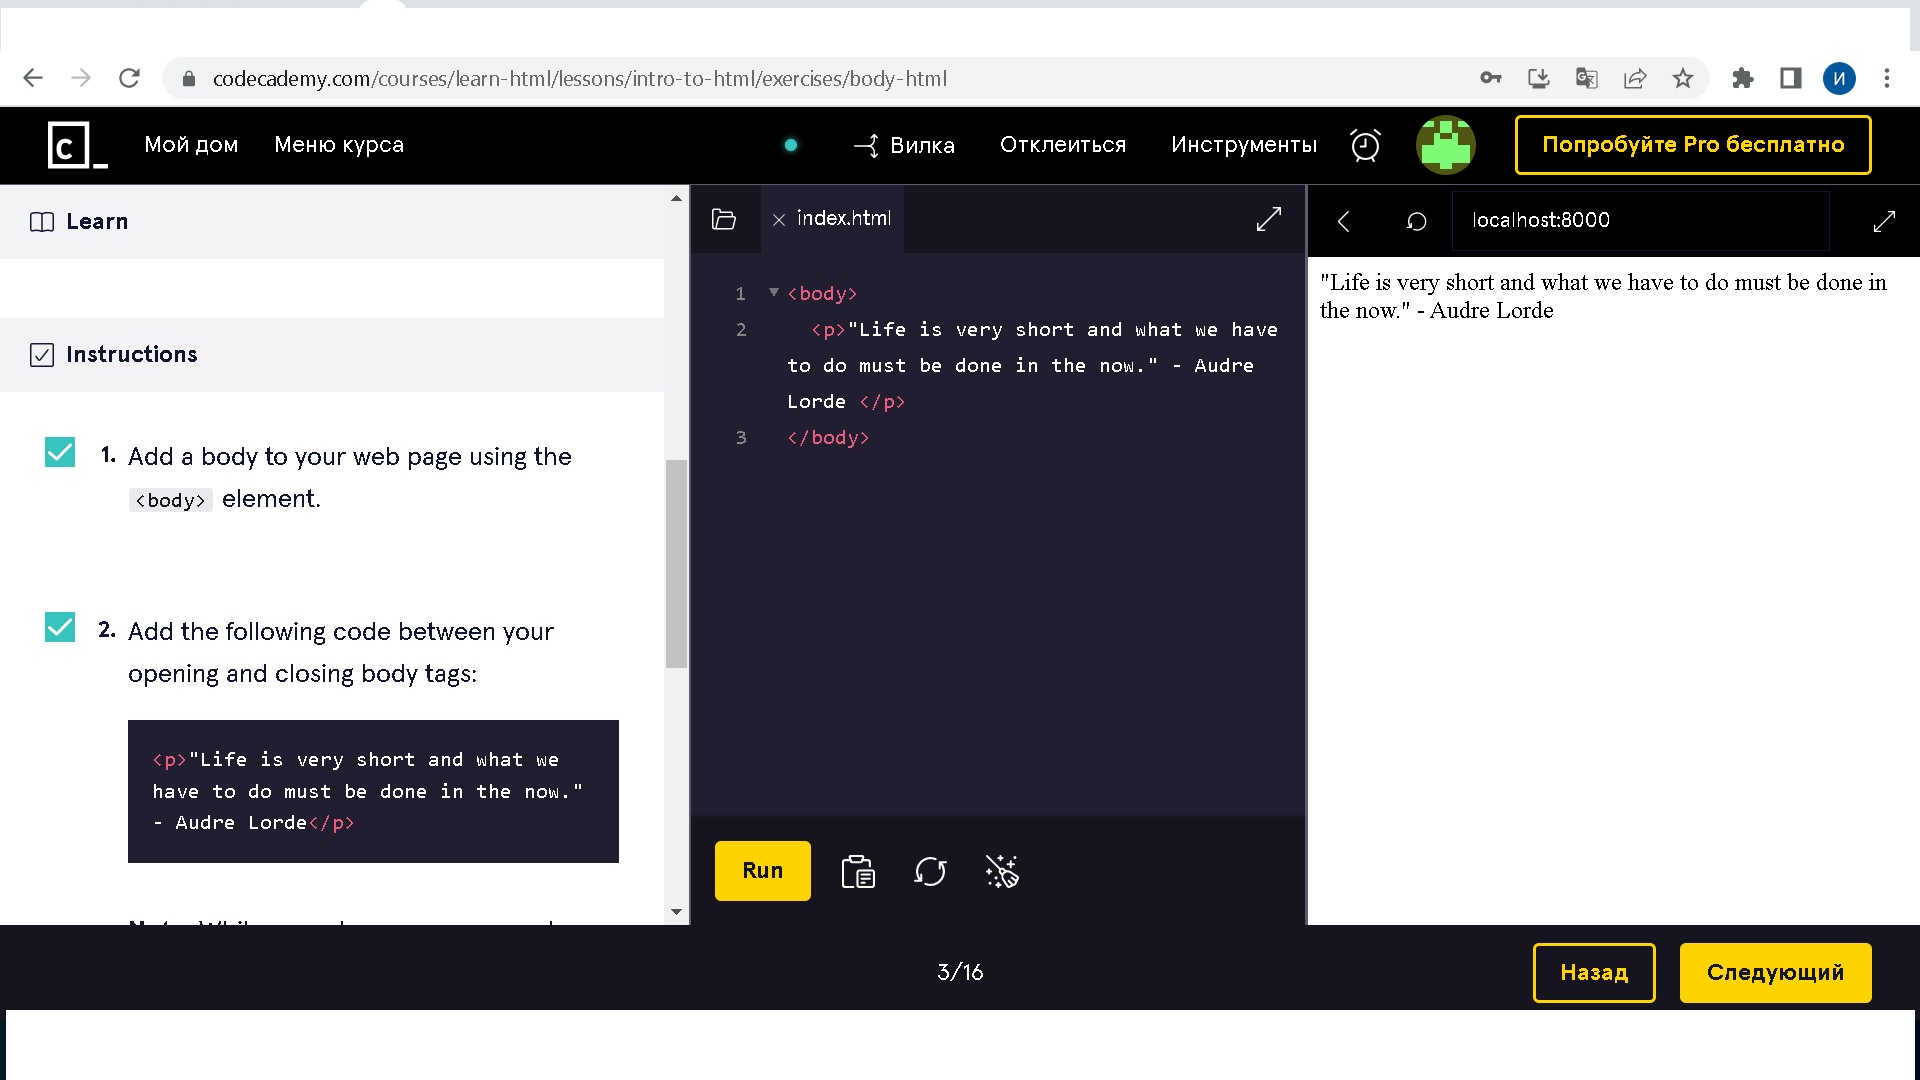 codecademy.com/courses/learn-html/lessons/intro-to-html/exercises/body-html
И
c_
Мой дом
Меню курса
Вилка
Отклеиться
Инструменты
Попробуйте Pro бесплатно
Learn
Instructions
1. Add a body to your web page using the
<body> element.
2. Add the following code between your
opening and closing body tags:
<p>"Life is very short and what we
have to do must be done in the now."
- Audre Lorde</p>
index.html
1 <body>
2 <p>"Life is very short and what we have
to do must be done in the now." - Audre
Lorde </p>
3 </body>
Run
localhost:8000
"Life is very short and what we have to do must be done in
the now." - Audre Lorde
3/16
Назад
Следующий